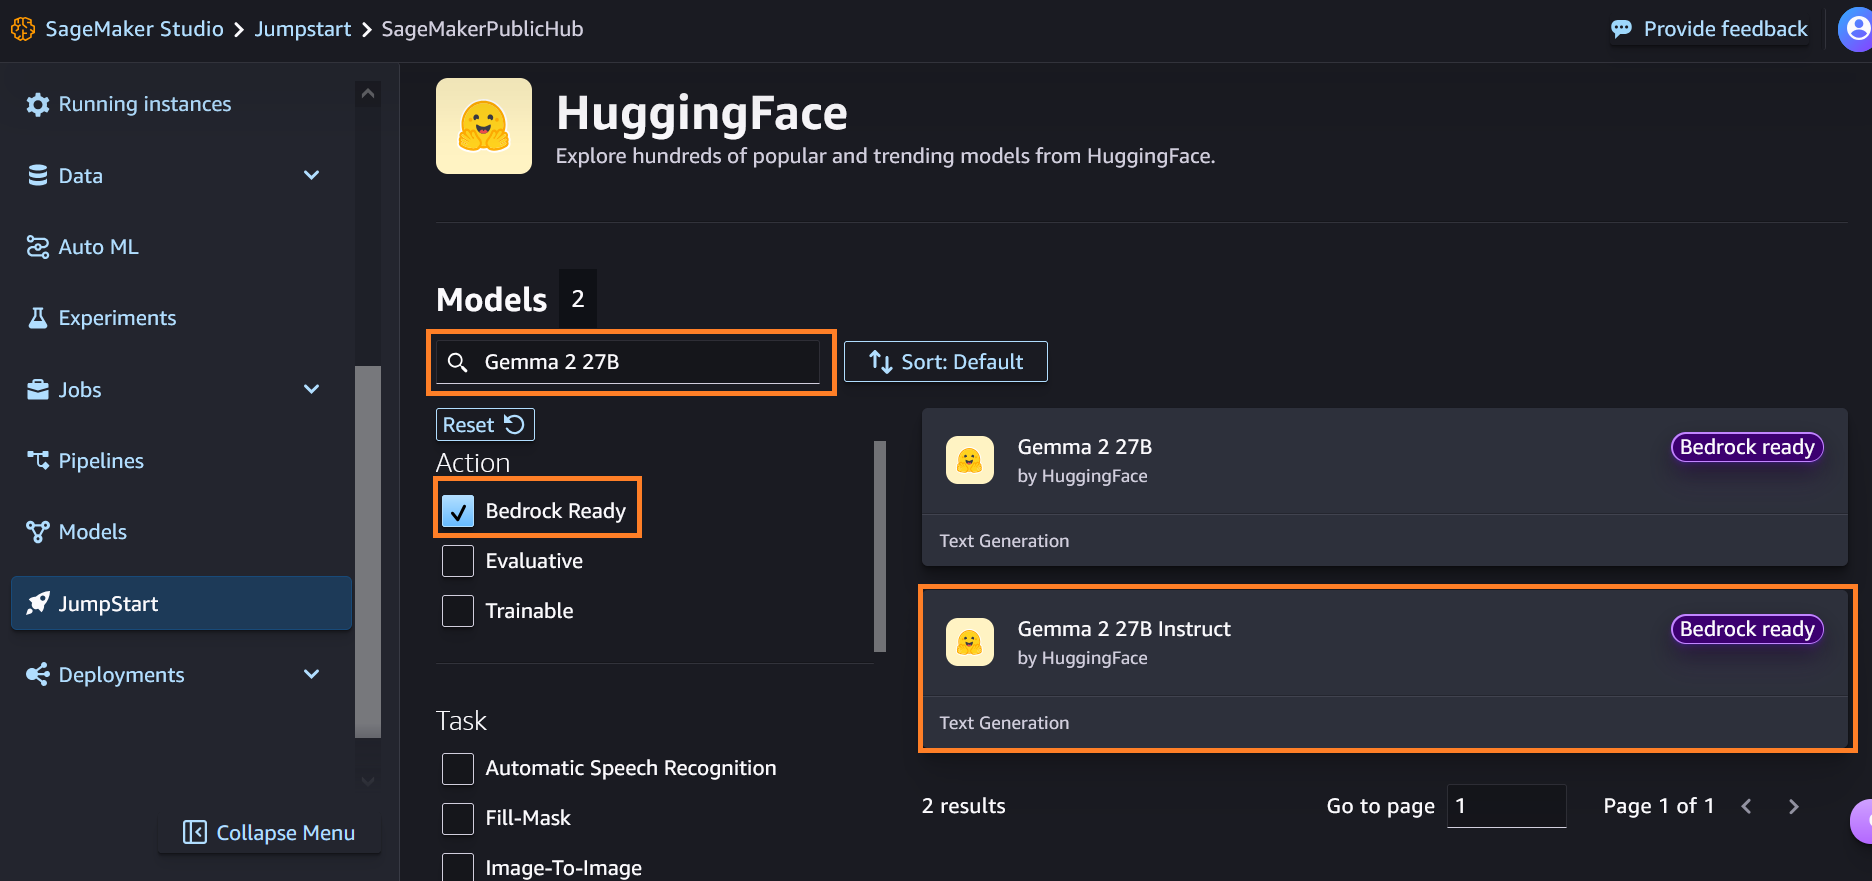 SageMaker Studio > Jumpstart > SageMakerPublicHub
Provide feedback
Running instances
Data
Auto ML
Experiments
Jobs
Pipelines
Models
JumpStart
Deployments
Collapse Menu
HuggingFace
Explore hundreds of popular and trending models from HuggingFace.
Models 2
Gemma 2 27B
Sort: Default
Reset
Action
Bedrock Ready
Evaluative
Trainable
Task
Automatic Speech Recognition
Fill-Mask
Image-To-Image
Gemma 2 27B
Bedrock ready
by HuggingFace
Text Generation
Gemma 2 27B Instruct
Bedrock ready
by HuggingFace
Text Generation
2 results
Go to page 1
Page 1 of 1